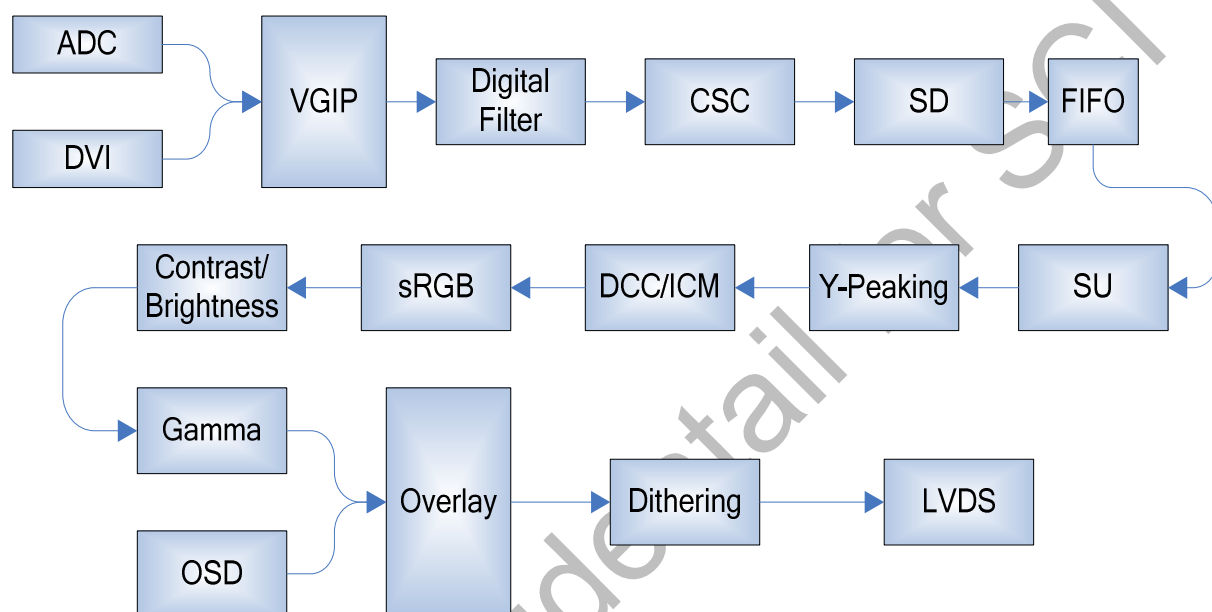 ADC
DVI
VGIP
Digital
Filter
CSC
SD
FIFO
SU
Y-Peaking
DCC/ICM
sRGB
Contrast/
Brightness
Gamma
OSD
Overlay
Dithering
LVDS